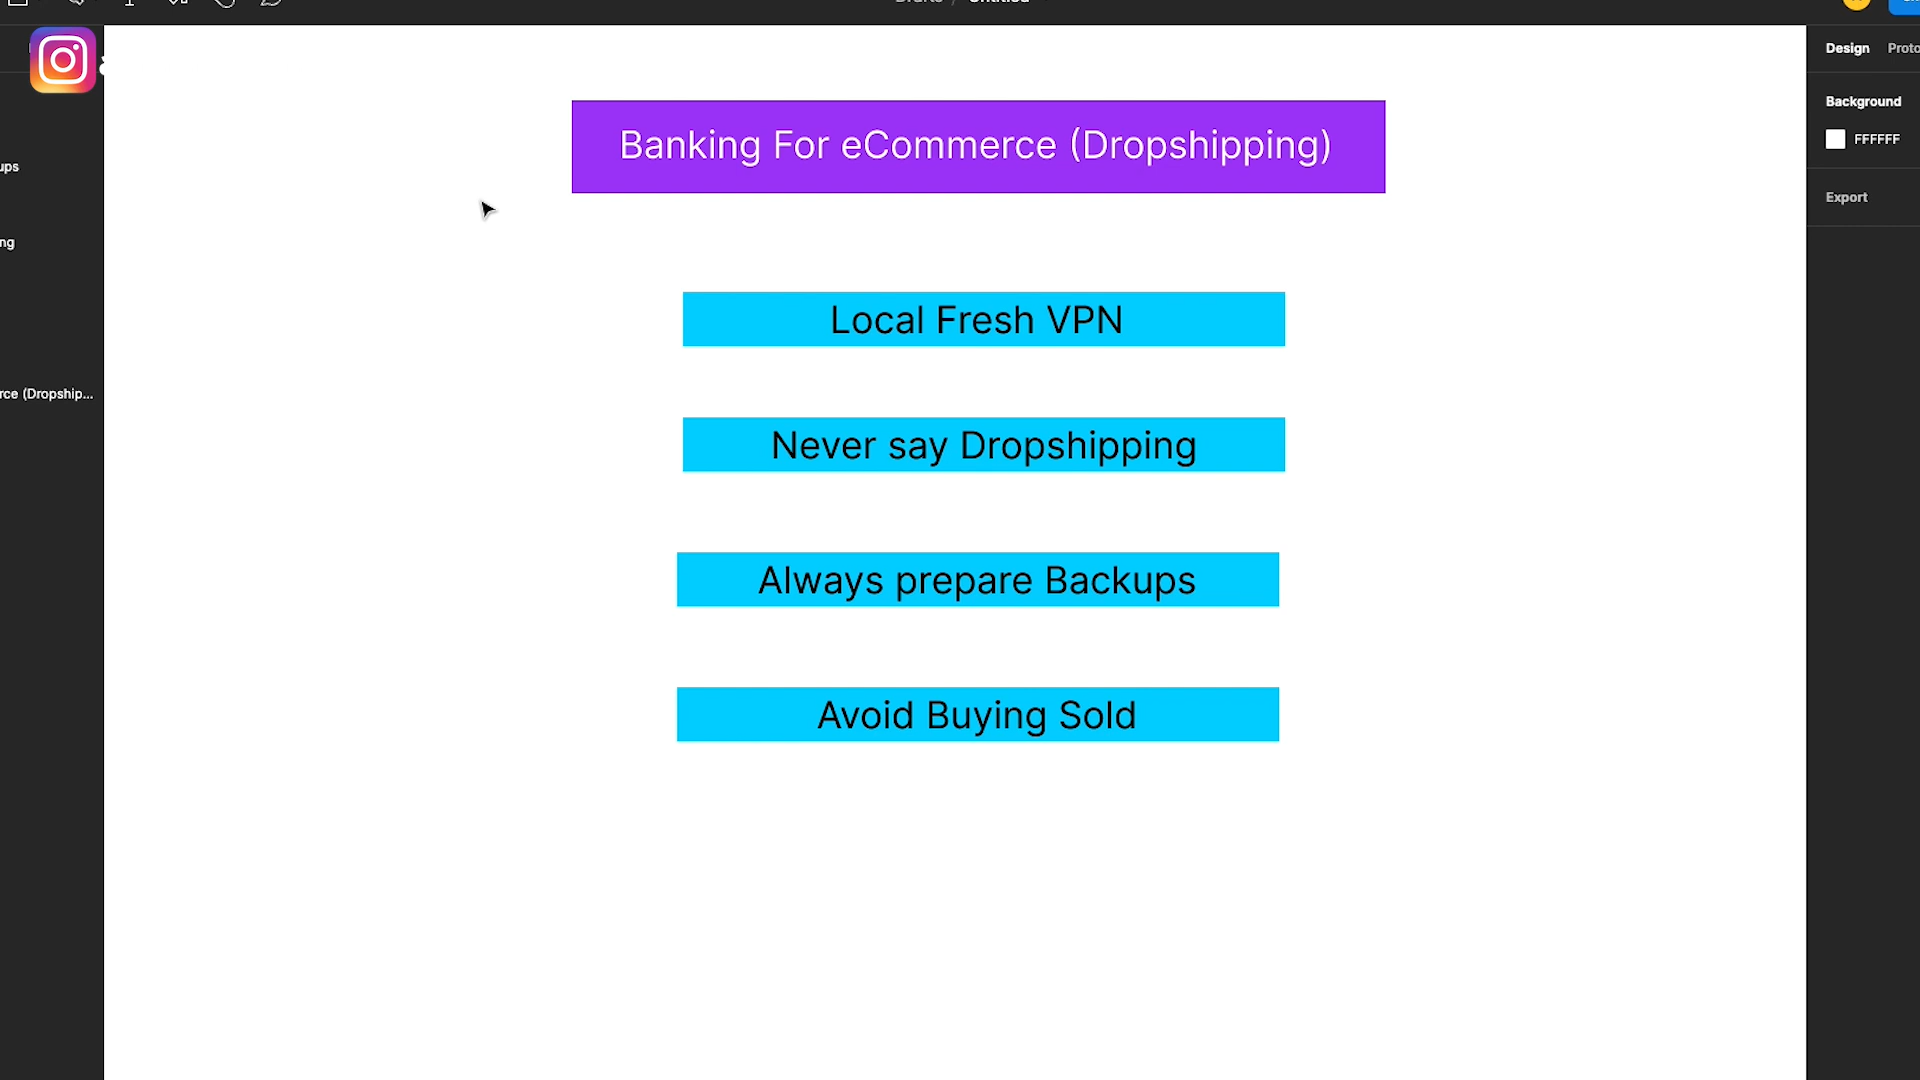 Design
Background
FFFFFF
Export
Banking For eCommerce (Dropshipping)
Local Fresh VPN
Never say Dropshipping
Always prepare Backups
Avoid Buying Sold
rce (Dropship...
ups
ng